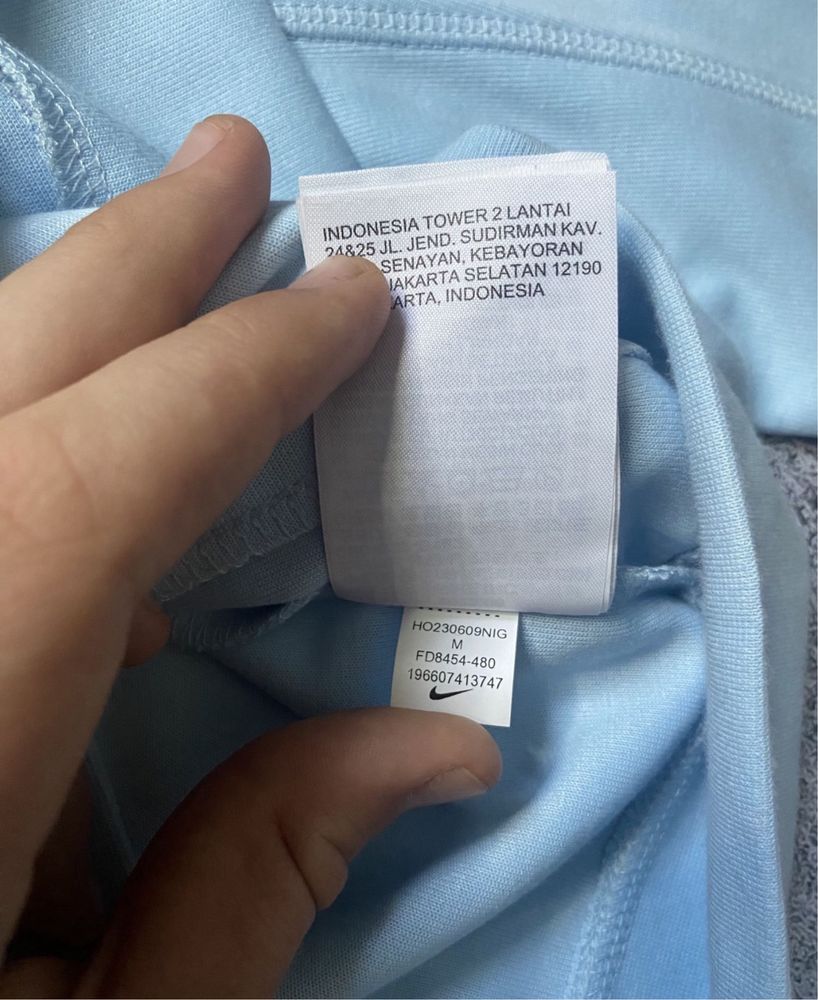 INDONESIA TOWER 2 LANTAI
24&25 JL. JEND. SUDIRMAN KAV.
SENAYAN, KEBAYORAN
JAKARTA SELATAN 12190
INDONESIA
HO230609NIG
M
FD8454-480
196607413747